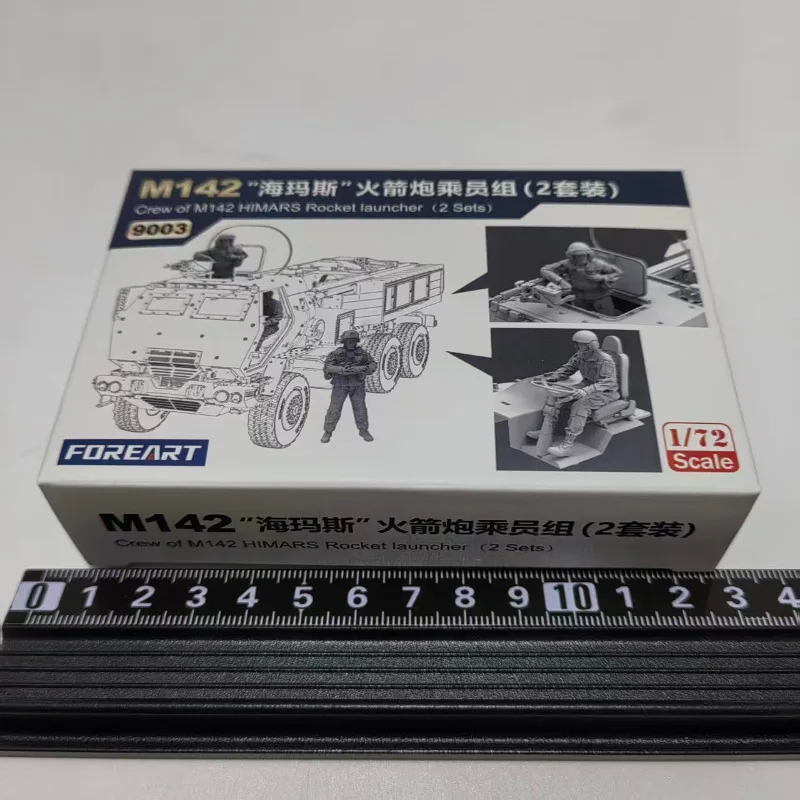 M142 "海玛斯" 火箭炮乘员组 (2套装)
Crew of M142 HIMARS Rocket launcher (2 Sets)
9003
FOREART
1/72
Scale
M142 "海玛斯" 火箭炮乘员组 (2套装)
Crew of M142 HIMARS Rocket launcher (2 Sets)
0 1 2 3 4 5 6 7 8 9 10 1 2 3 4